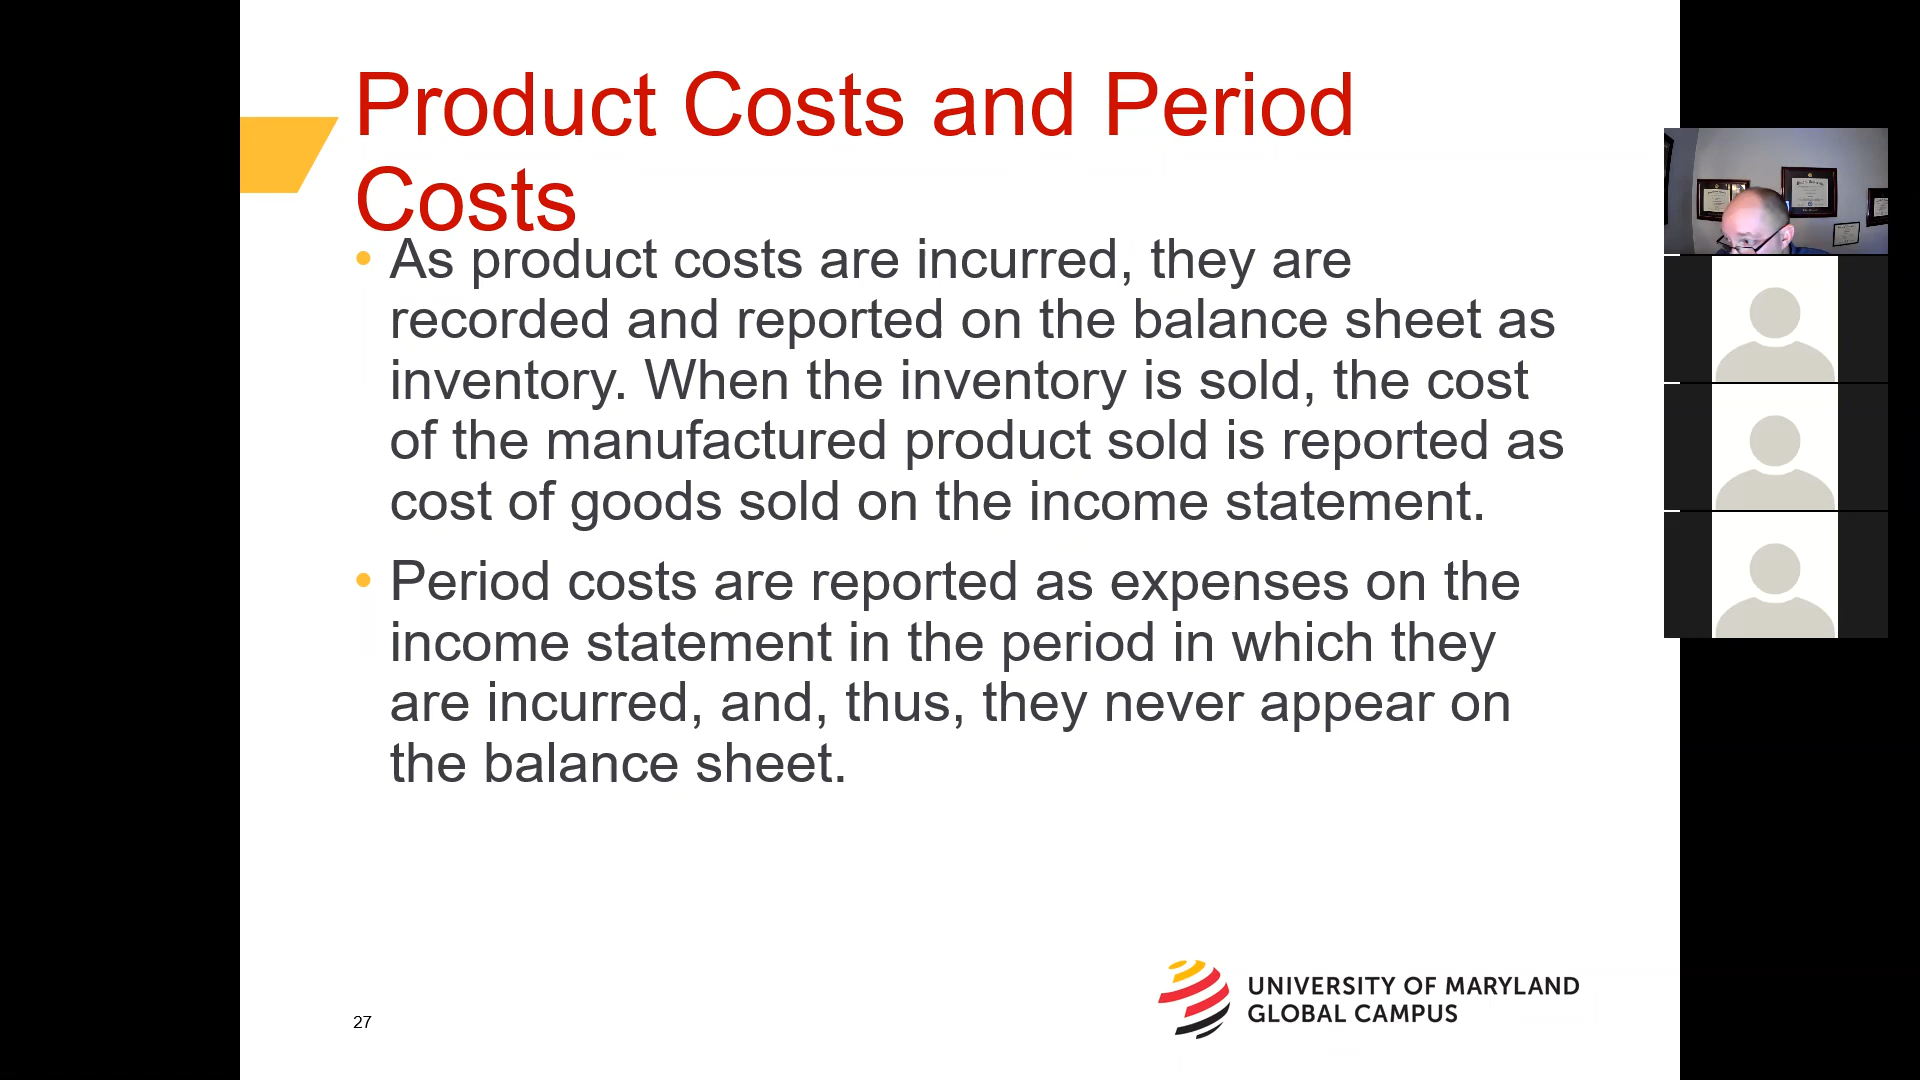 Product Costs and Period
Costs
• As product costs are incurred, they are
recorded and reported on the balance sheet as
inventory. When the inventory is sold, the cost
of the manufactured product sold is reported as
cost of goods sold on the income statement.
• Period costs are reported as expenses on the
income statement in the period in which they
are incurred, and, thus, they never appear on
the balance sheet.
27
UNIVERSITY OF MARYLAND
GLOBAL CAMPUS